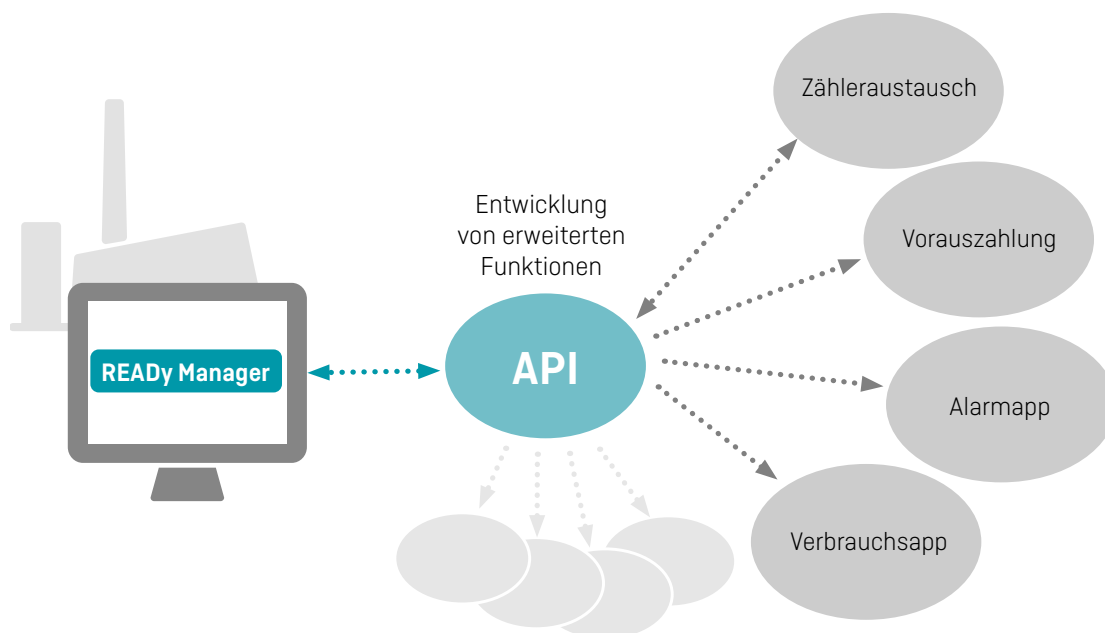 Zähleraustausch
Entwicklung
von erweiterten
Funktionen
Vorauszahlung
READy Manager
API
Alarmapp
Verbrauchsapp